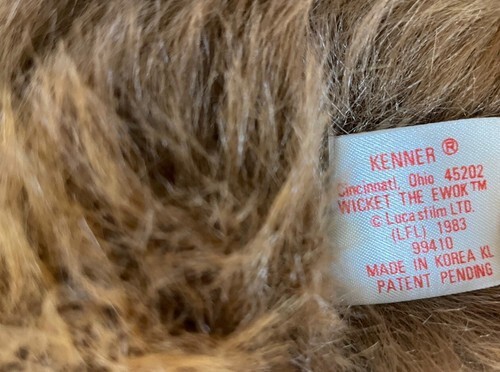 KENNER ®
Cincinnati, Ohio 45202
WICKET THE EWOK™
© Lucasfilm LTD.
(LFL) 1983
99410
MADE IN KOREA KL
PATENT PENDING